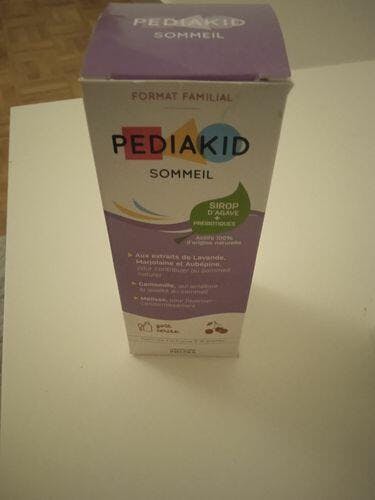 PEDIAKID
SOMMEIL
FORMAT FAMILIAL
PEDIAKID
SOMMEIL
SIROP
D'AGAVE
+
PREBIOTIQUES
Actifs 100%
d'origine naturelle
Aux extraits de Lavande,
Marjolaine et Aubépine,
pour contribuer au sommeil
naturel
Camomille, qui améliore
la qualité du sommeil
Mélisse, pour favoriser
l'endormissement
goût
cerise